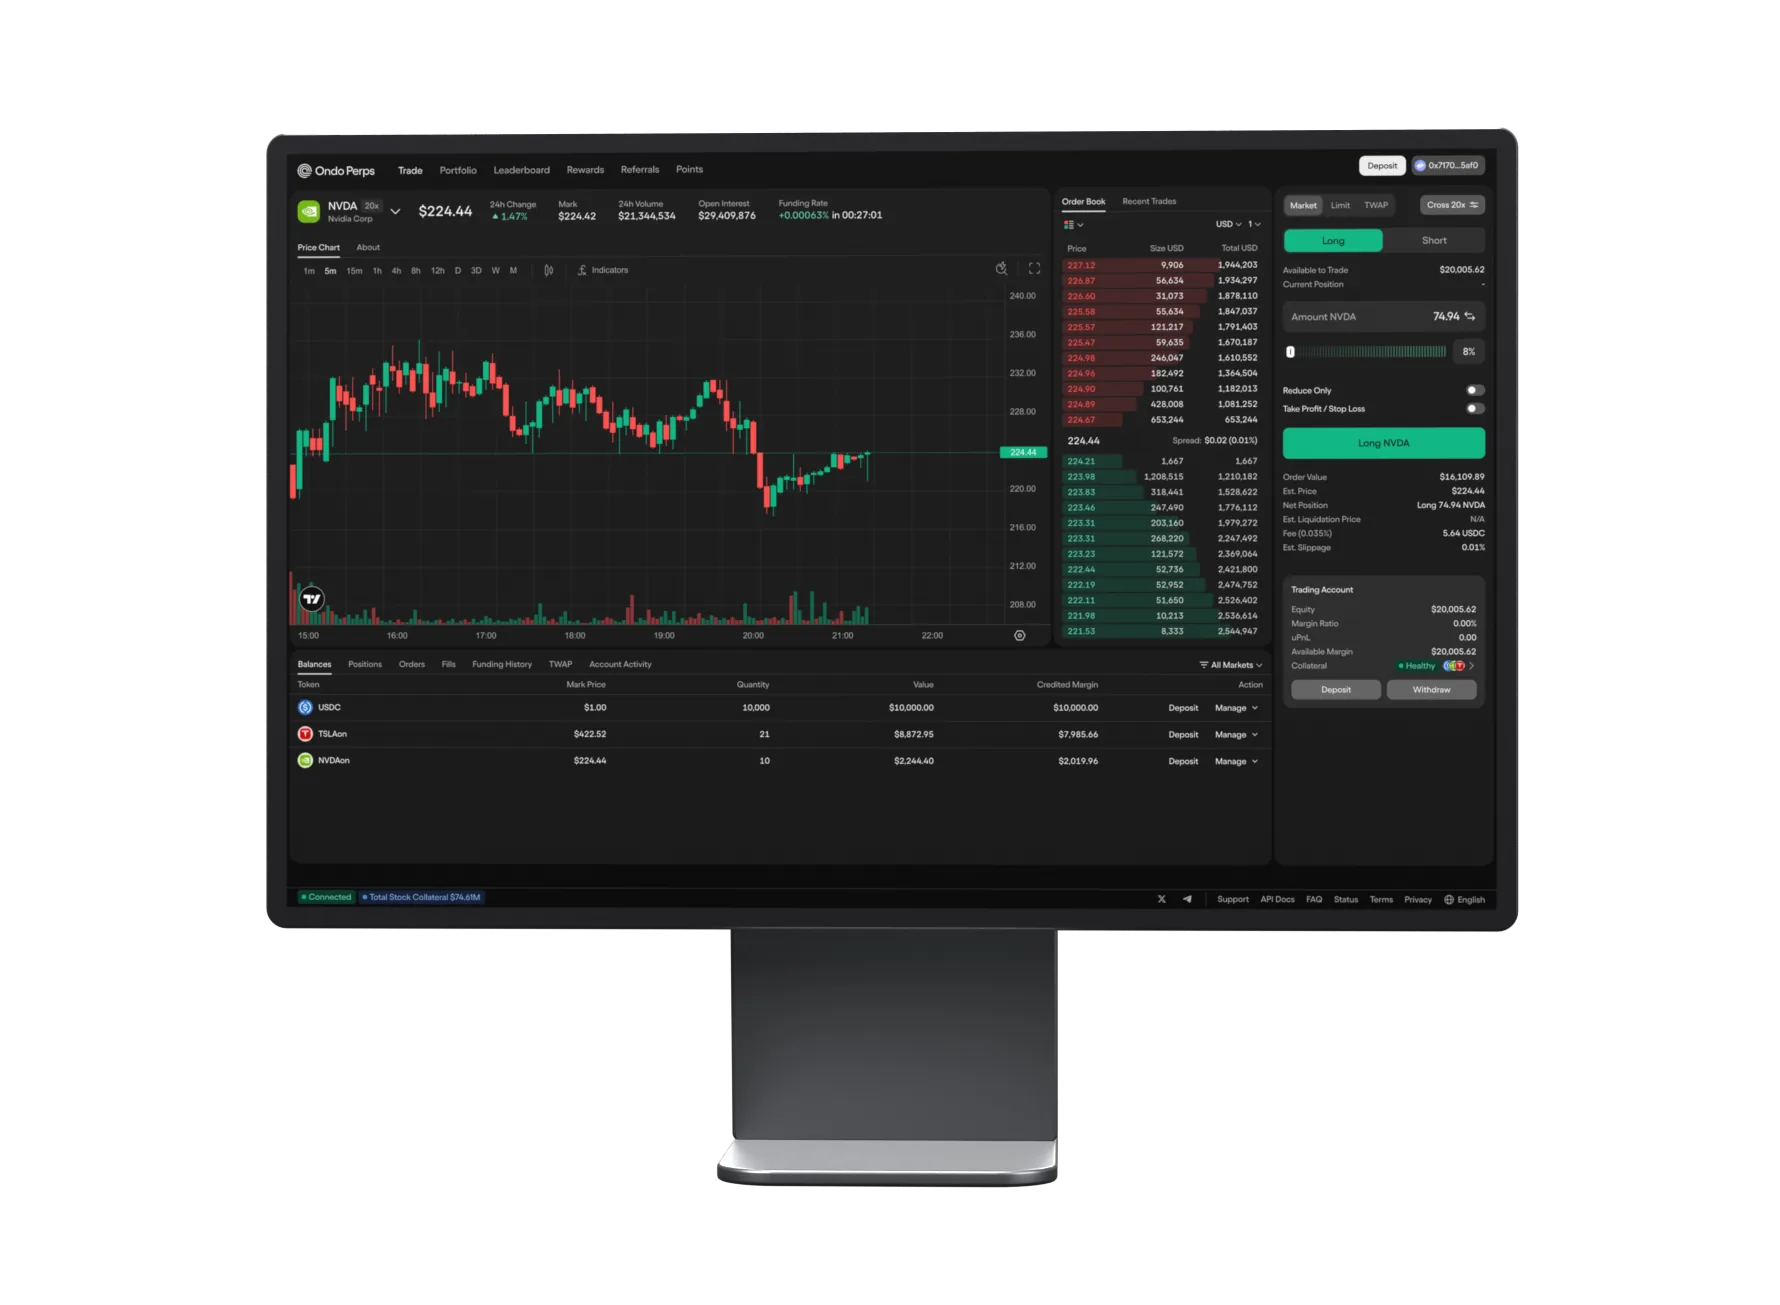 Ondo Perps Trade Portfolio Leaderboard Rewards Referrals Points Deposit 0x7170...5af0
NVDA 20x
Nvidia Corp
$224.44
24h Change
1.47%
Mark
$224.42
24h Volume
$21,344,534
Open Interest
$29,409,876
Funding Rate
+0.00063% in 00:27:01
Price Chart About
1m 5m 15m 1h 4h 8h 12h D 3D W M Indicators
240.00
236.00
232.00
228.00
224.44
220.00
216.00
212.00
208.00
15:00 16:00 17:00 18:00 19:00 20:00 21:00 22:00
Order Book Recent Trades
USD 1
Price Size USD Total USD
227.12 9,906 1,944,203
226.87 56,634 1,934,297
226.60 31,073 1,878,110
225.58 55,634 1,847,037
225.57 121,217 1,791,403
225.47 59,635 1,670,187
224.98 246,047 1,610,552
224.96 182,492 1,364,504
224.90 100,761 1,182,013
224.89 428,008 1,081,252
224.67 653,244 653,244
224.44 Spread: $0.02 (0.01%)
224.21 1,667 1,667
223.98 1,208,515 1,210,182
223.83 318,441 1,528,622
223.46 247,490 1,776,112
223.31 203,160 1,979,272
223.31 268,220 2,247,492
223.23 121,572 2,369,064
222.44 52,736 2,421,800
222.19 52,952 2,474,752
222.11 51,650 2,526,402
221.98 10,213 2,536,614
221.53 8,333 2,544,947
Market Limit TWAP Cross 20x
Long Short
Available to Trade $20,005.62
Current Position -
Amount NVDA 74.94
8%
Reduce Only
Take Profit / Stop Loss
Long NVDA
Order Value $16,109.89
Est. Price $224.44
Net Position Long 74.94 NVDA
Est. Liquidation Price N/A
Fee (0.035%) 5.64 USDC
Est. Slippage 0.01%
Trading Account
Equity $20,005.62
Margin Ratio 0.00%
uPnL 0.00
Available Margin $20,005.62
Collateral Healthy
Deposit Withdraw
Balances Positions Orders Fills Funding History TWAP Account Activity All Markets
Token Mark Price Quantity Value Credited Margin Action
USDC $1.00 10,000 $10,000.00 $10,000.00 Deposit Manage
TSLAon $422.52 21 $8,872.95 $7,985.66 Deposit Manage
NVDAon $224.44 10 $2,244.40 $2,019.96 Deposit Manage
Connected Total Stock Collateral $74.61M Support API Docs FAQ Status Terms Privacy English